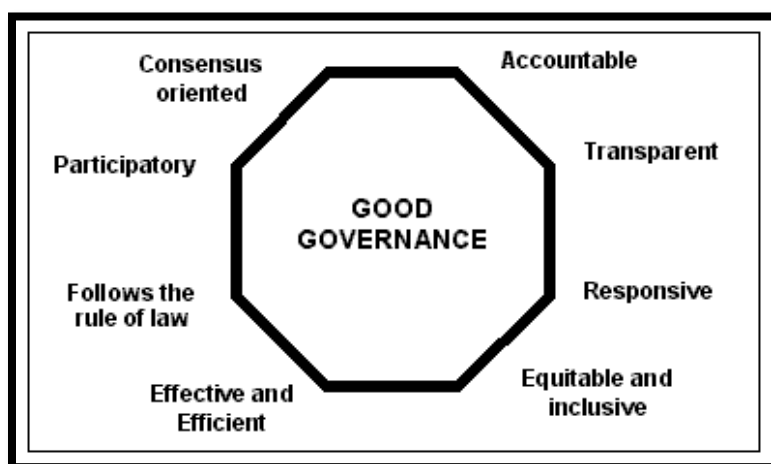 Consensus
oriented
Accountable
Participatory
Transparent
GOOD
GOVERNANCE
Follows the
rule of law
Responsive
Effective and
Efficient
Equitable and
inclusive